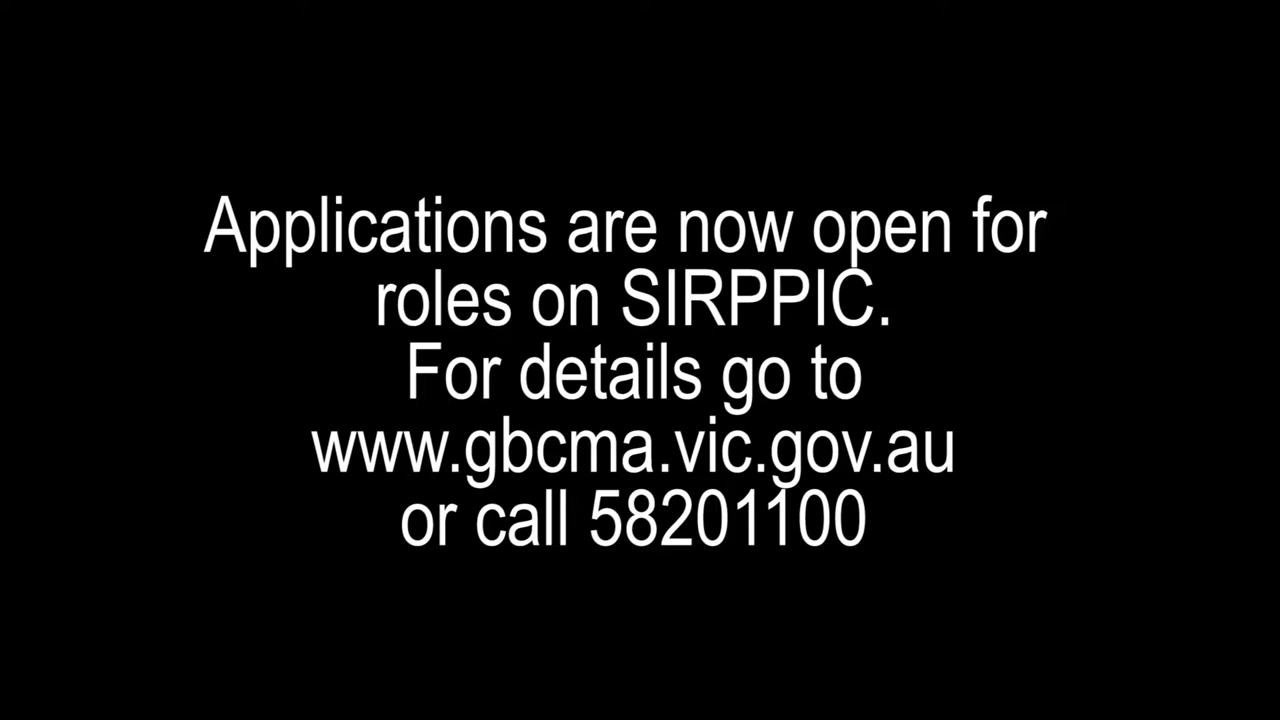 Applications are now open for
roles on SIRPPIC.
For details go to
www.gbcma.vic.gov.au
or call 58201100